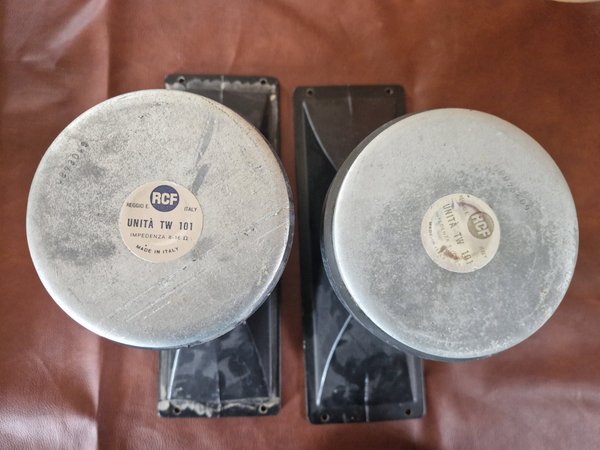 RCF
REGGIO E. ITALY
UNITÀ TW 101
IMPEDENZA 8-16 Ω
MADE IN ITALY
RCF
UNITÀ TW 101